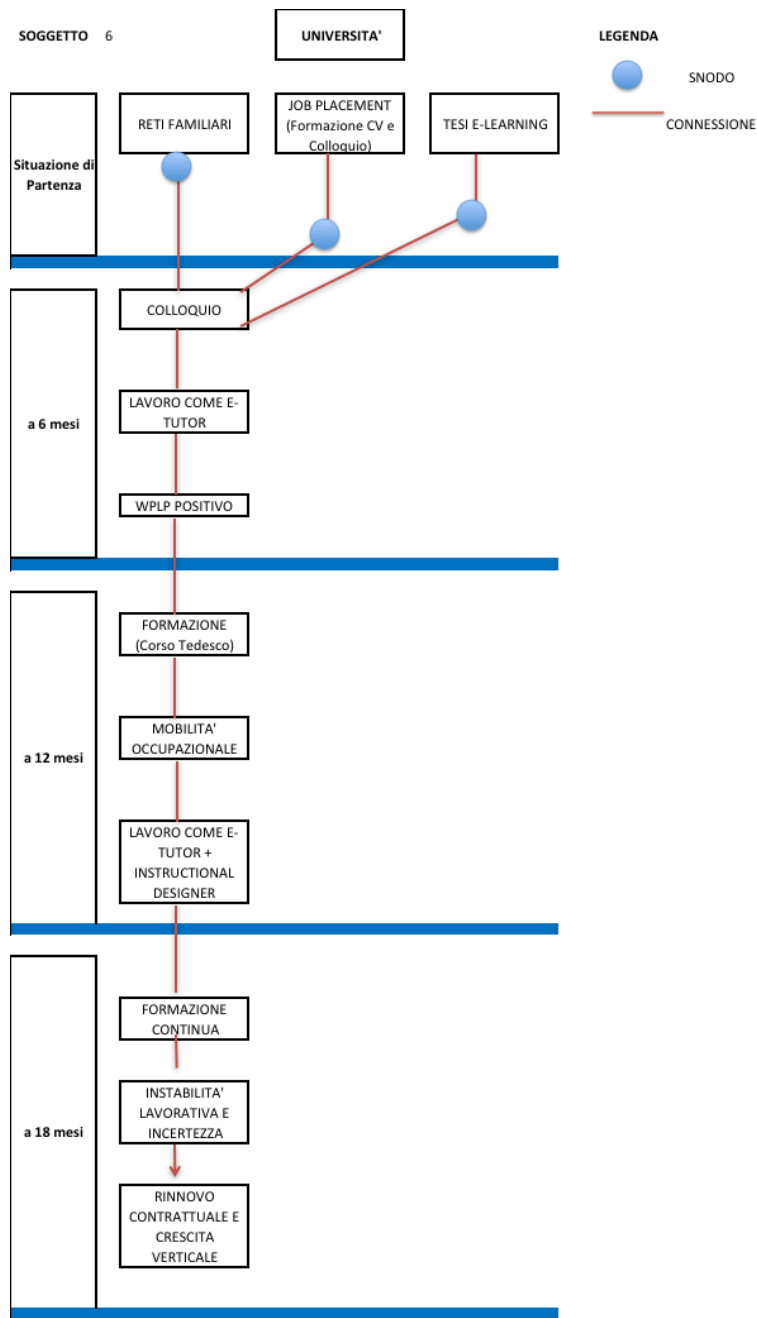 SOGGETTO 6
UNIVERSITA'
LEGENDA
SNODO
CONNESSIONE
Situazione di
Partenza
RETI FAMILIARI
JOB PLACEMENT
(Formazione CV e
Colloquio)
TESI E-LEARNING
a 6 mesi
COLLOQUIO
LAVORO COME E-
TUTOR
WPLP POSITIVO
a 12 mesi
FORMAZIONE
(Corso Tedesco)
MOBILITA'
OCCUPAZIONALE
LAVORO COME E-
TUTOR +
INSTRUCTIONAL
DESIGNER
a 18 mesi
FORMAZIONE
CONTINUA
INSTABILITA'
LAVORATIVA E
INCERTEZZA
RINNOVO
CONTRATTUALE E
CRESCITA
VERTICALE